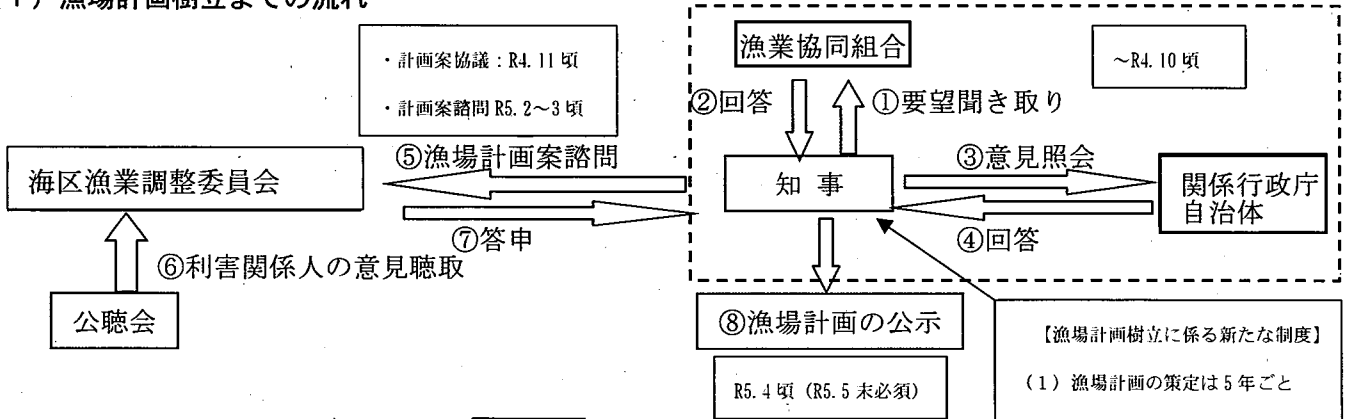 1）漁場計画樹立までの流れ
・計画案協議：R4.11頃
・計画案諮問 R5.2～3頃
漁業協同組合
～R4.10頃
②回答
①要望聞き取り
⑤漁場計画案諮問
③意見照会
海区漁業調整委員会
知事
関係行政庁
自治体
⑦答申
④回答
⑥利害関係人の意見聴取
公聴会
⑧漁場計画の公示
R5.4頃（R5.5末必須）
【漁場計画樹立に係る新たな制度】
（1）漁場計画の策定は5年ごと